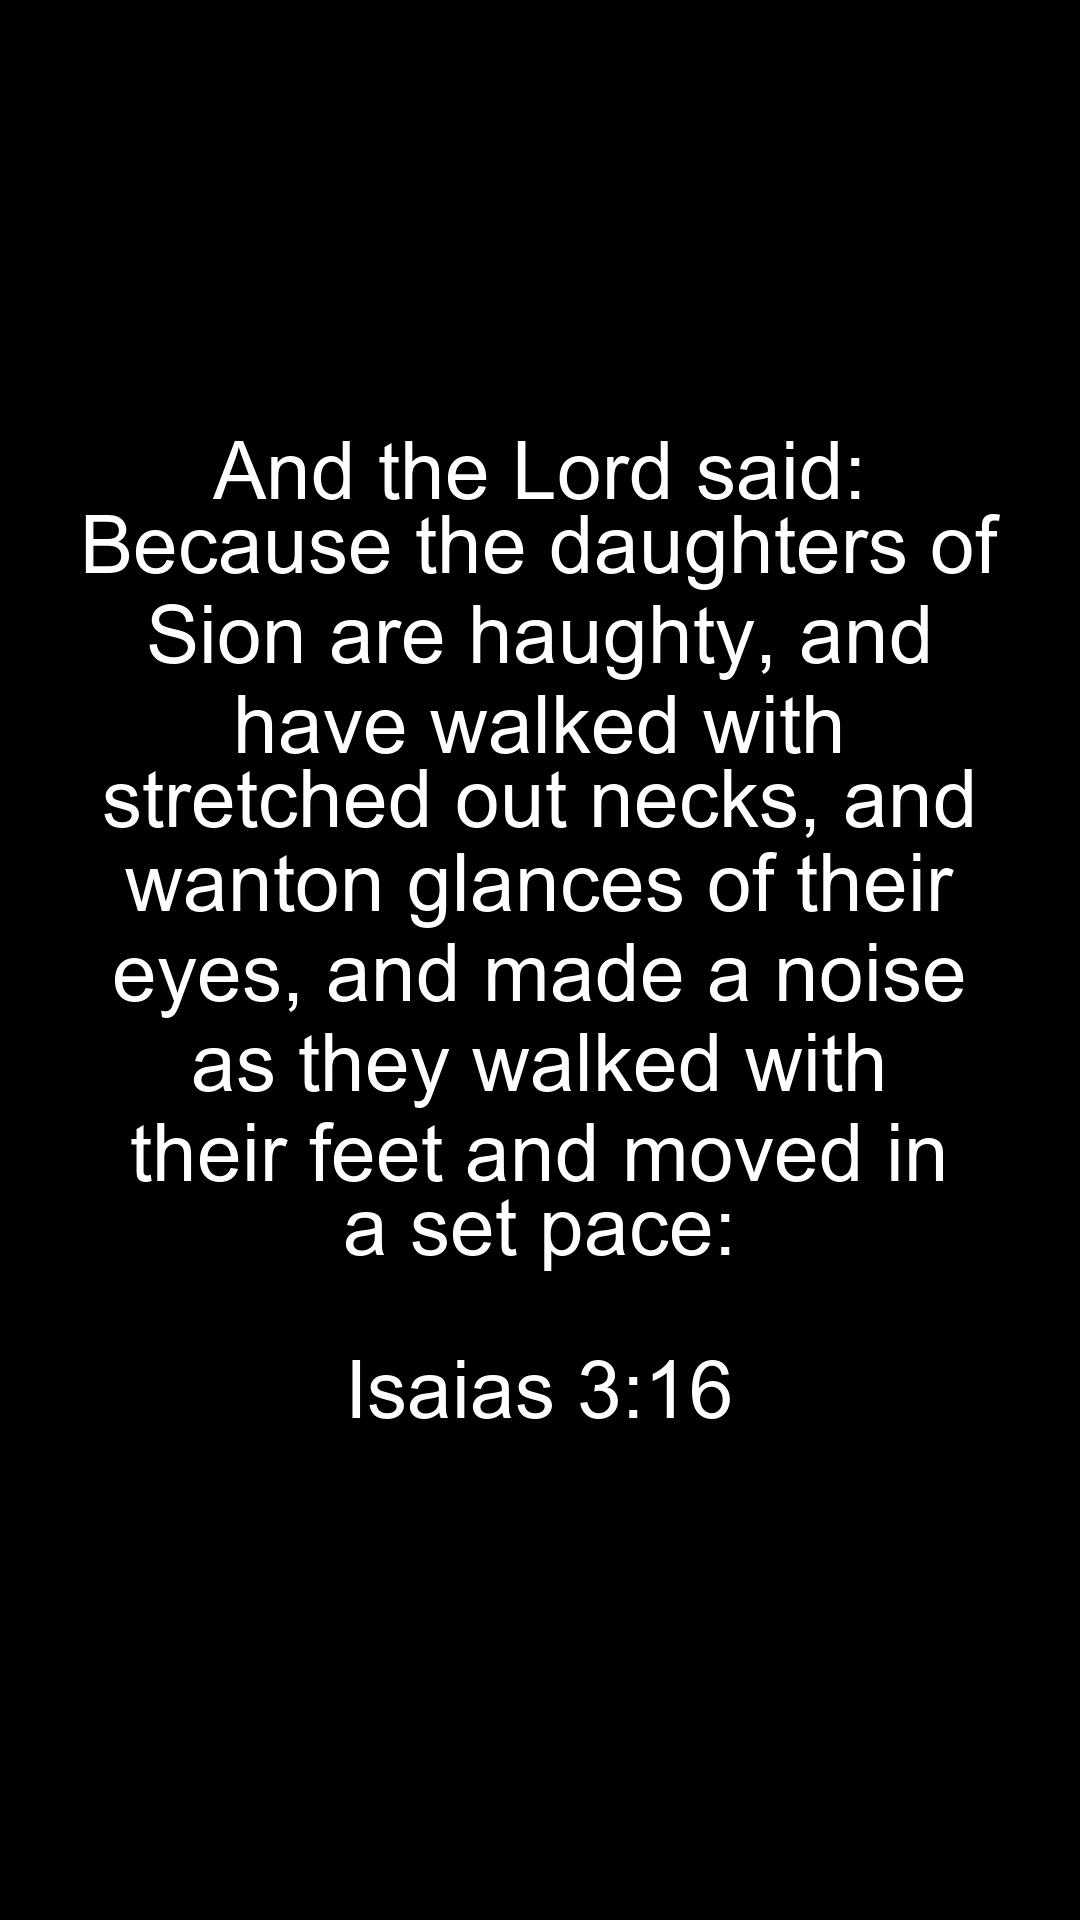 And the Lord said:
Because the daughters of
Sion are haughty, and
have walked with
stretched out necks, and
wanton glances of their
eyes, and made a noise
as they walked with
their feet and moved in
a set pace:
Isaias 3:16